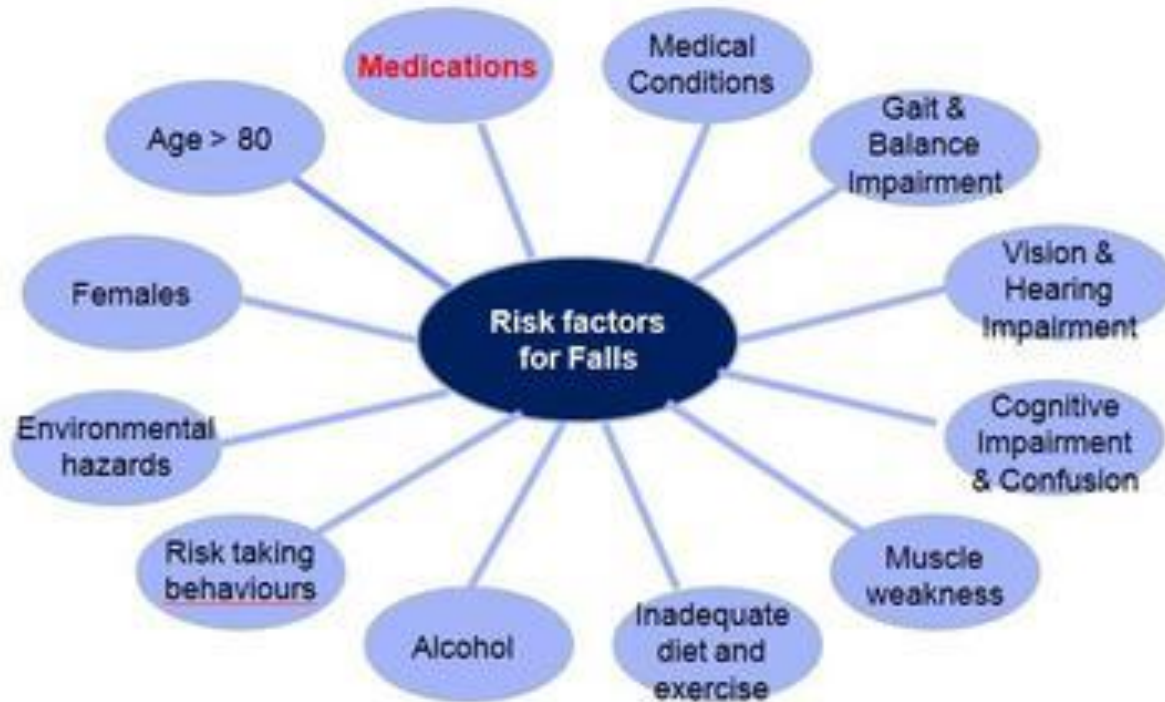 Risk factors
for Falls
Medications
Medical
Conditions
Gait &
Balance
Impairment
Vision &
Hearing
Impairment
Cognitive
Impairment
& Confusion
Muscle
weakness
Inadequate
diet and
exercise
Alcohol
Risk taking
behaviours
Environmental
hazards
Females
Age > 80